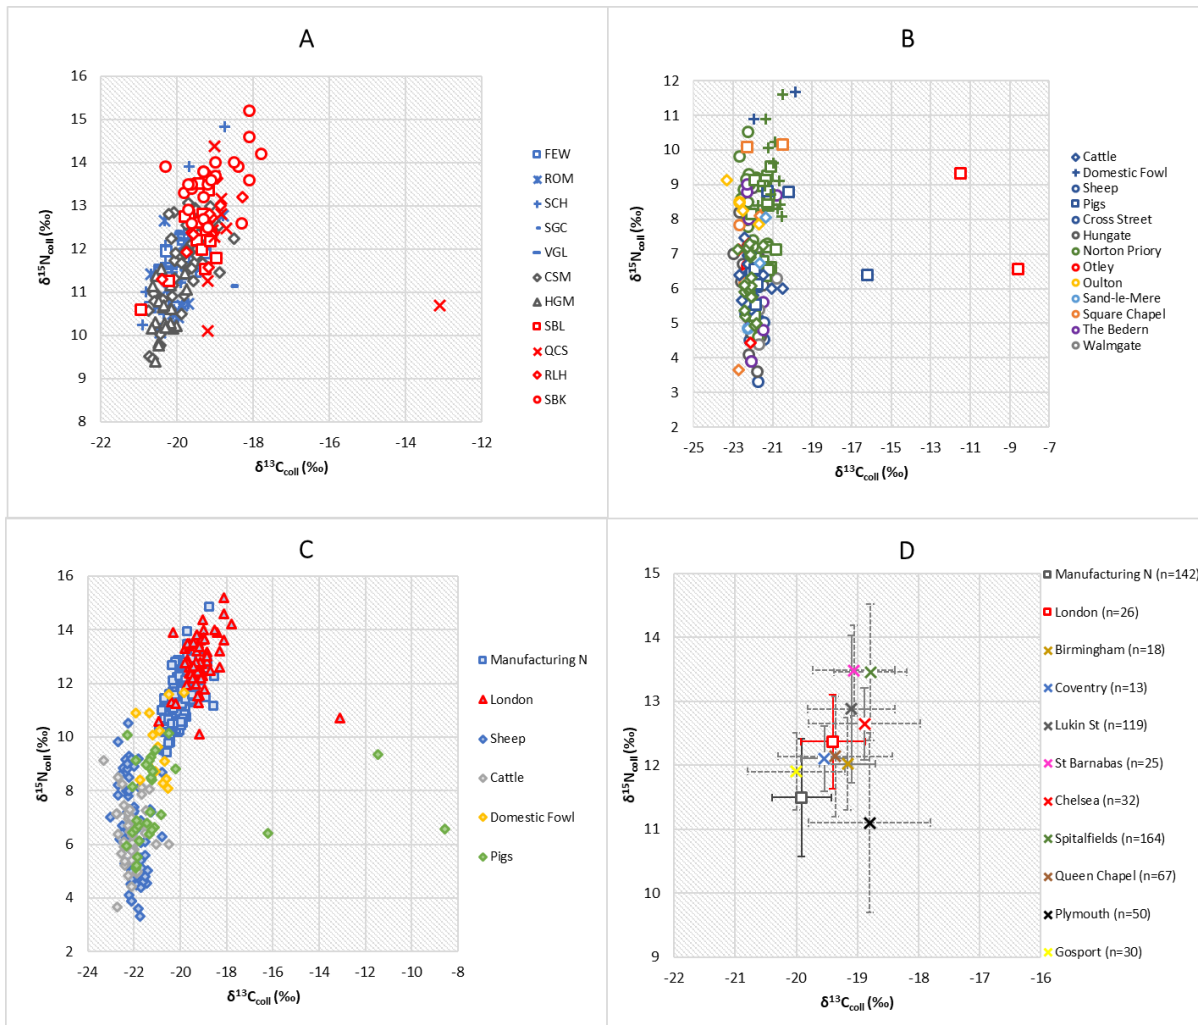 A
16
15
14
13
12
11
10
9
8
δ¹⁵Ncoll (‰)
-22
-20
-18
-16
-14
-12
δ¹³Ccoll (‰)
FEW
ROM
SCH
SGC
VGL
CSM
HGM
SBL
QCS
RLH
SBK
B
12
11
10
9
8
7
6
5
4
3
2
δ¹⁵Ncoll (‰)
-25
-23
-21
-19
-17
-15
-13
-11
-9
-7
δ¹³Ccoll (‰)
Cattle
Domestic Fowl
Sheep
Pigs
Cross Street
Hungate
Norton Priory
Otley
Oulton
Sand-le-Mere
Square Chapel
The Bedern
Walmgate
C
16
14
12
10
8
6
4
2
δ¹⁵Ncoll (‰)
-24
-22
-20
-18
-16
-14
-12
-10
-8
δ¹³Ccoll (‰)
Manufacturing N
London
Sheep
Cattle
Domestic Fowl
Pigs
D
15
14
13
12
11
10
9
δ¹⁵Ncoll (‰)
-22
-21
-20
-19
-18
-17
-16
δ¹³Ccoll (‰)
Manufacturing N (n=142)
London (n=26)
Birmingham (n=18)
Coventry (n=13)
Lukin St (n=119)
St Barnabas (n=25)
Chelsea (n=32)
Spitalfields (n=164)
Queen Chapel (n=67)
Plymouth (n=50)
Gosport (n=30)